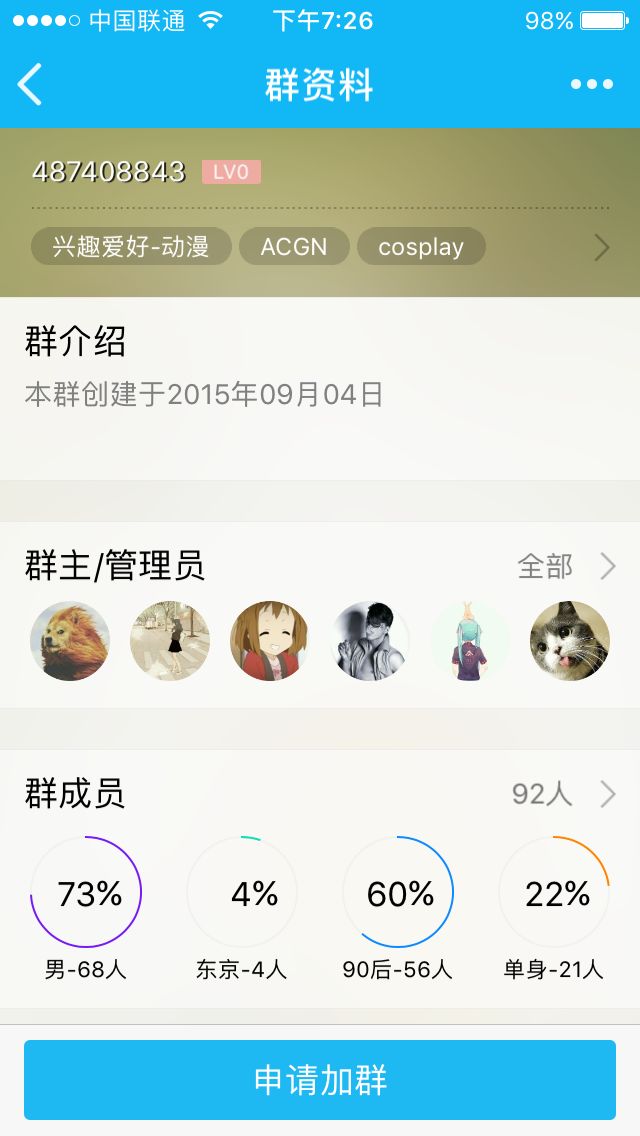 中国联通 下午7:26 98%
群资料
487408843 LV0
兴趣爱好-动漫 ACGN cosplay
群介绍
本群创建于2015年09月04日
群主/管理员 全部
群成员 92人
73% 4% 60% 22%
男-68人 东京-4人 90后-56人 单身-21人
申请加群